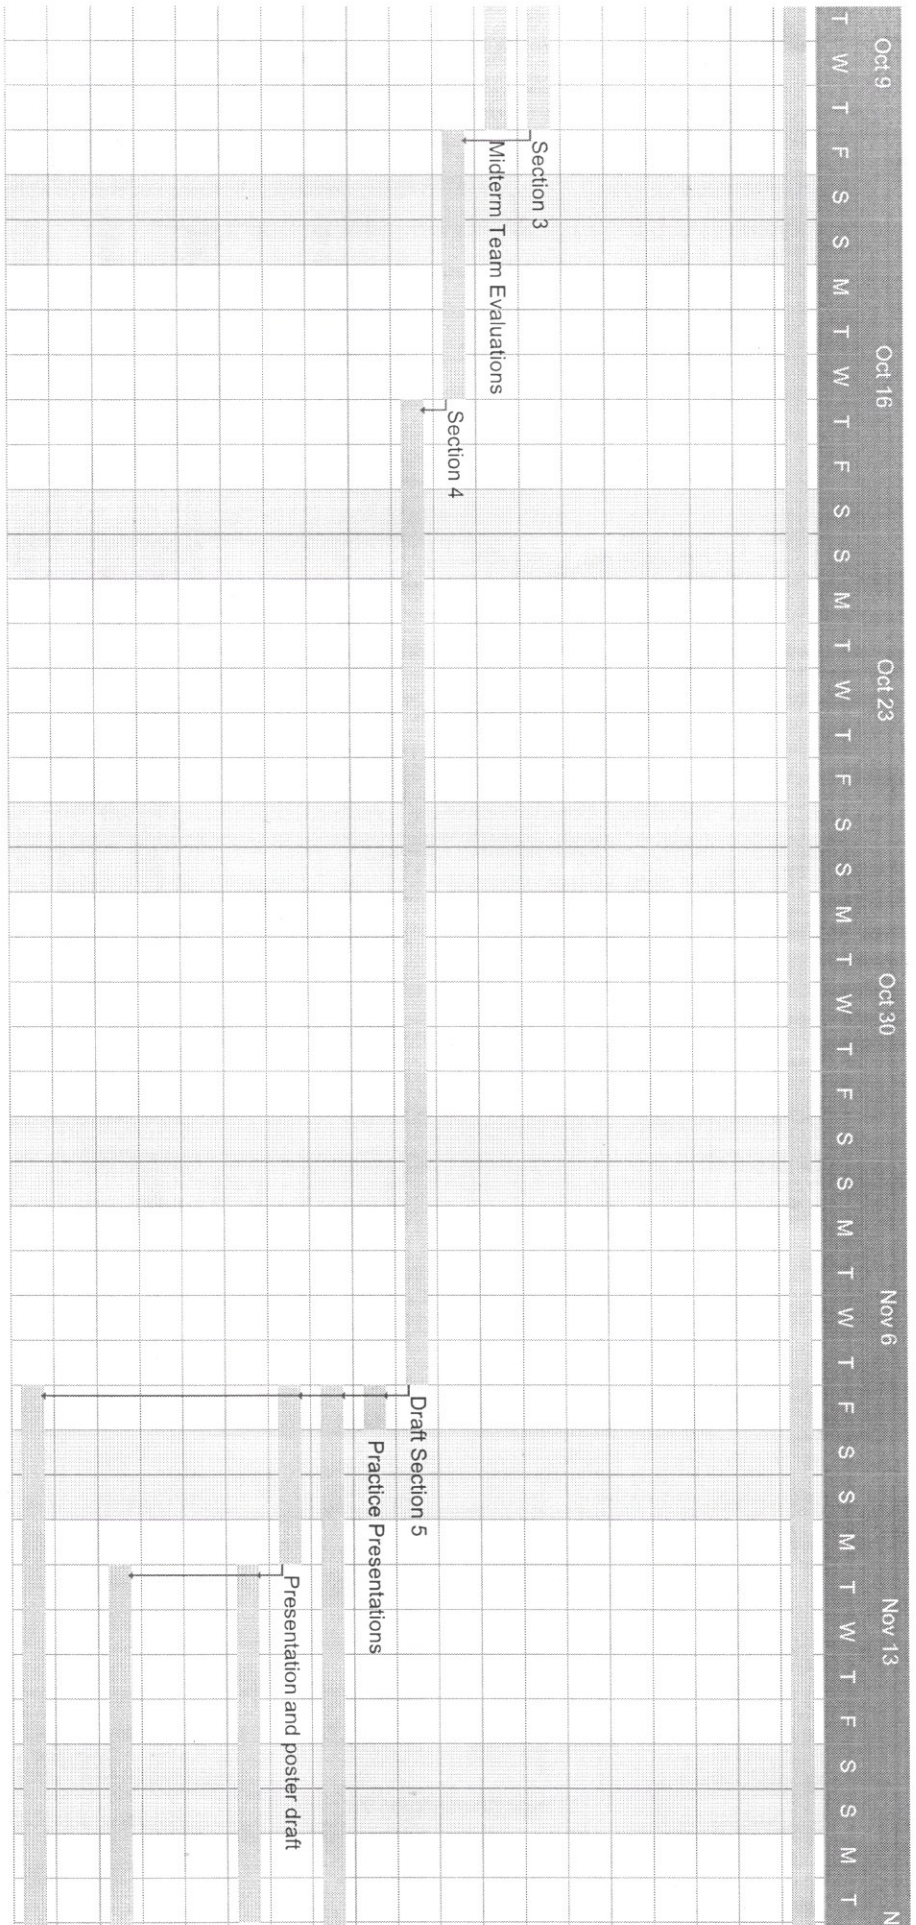 Oct 9 Oct 16 Oct 23 Oct 30 Nov 6 Nov 13 N
T W T F S S M T W T F S S M T W T F S S M T W T F S S M T W T F S S M T W T F S S M T
Section 3
Midterm Team Evaluations
Section 4
Draft Section 5
Practice Presentations
Presentation and poster draft